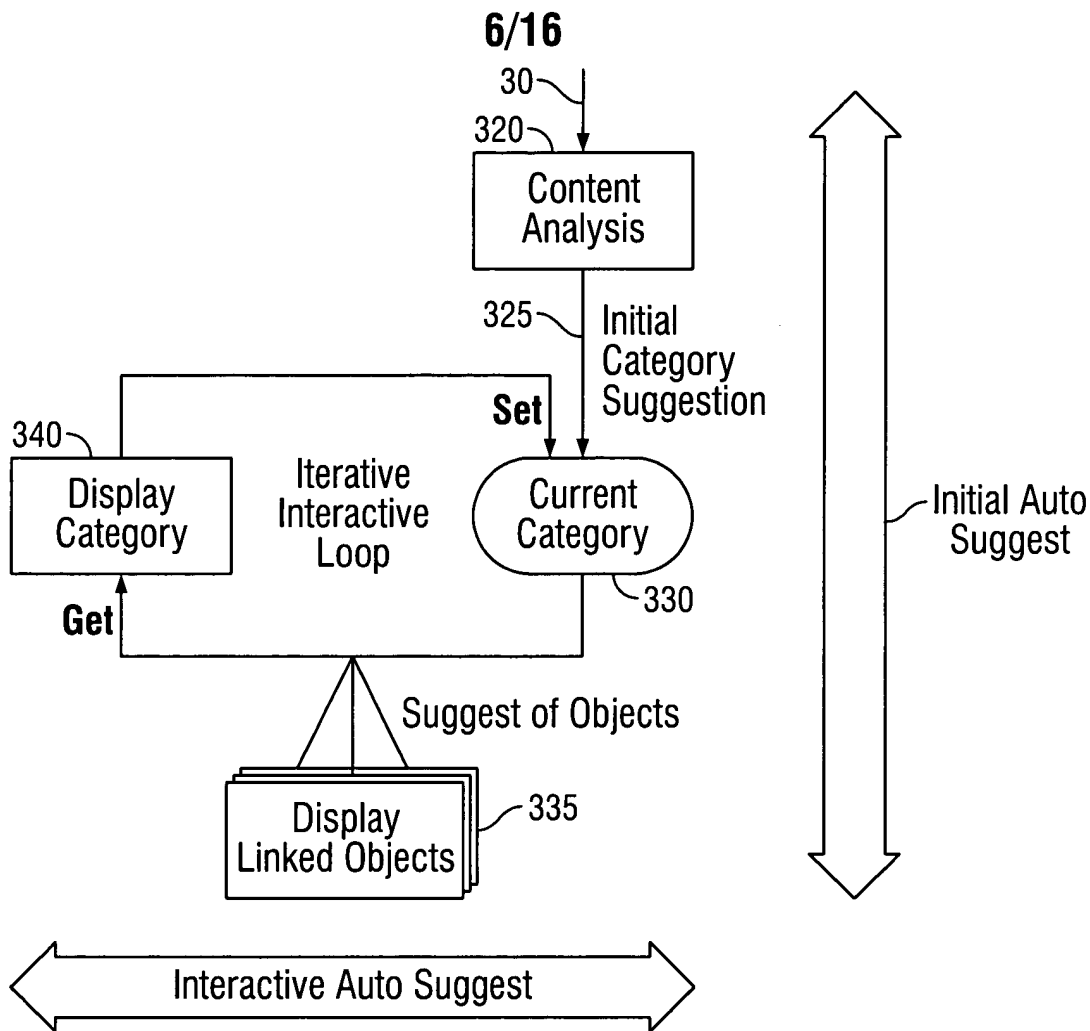 6/16
30
320
Content
Analysis
325
Initial
Category
Suggestion
Set
340
Display
Category
Iterative
Interactive
Loop
Current
Category
330
Get
Initial Auto
Suggest
Suggest of Objects
Display
Linked Objects
335
Interactive Auto Suggest